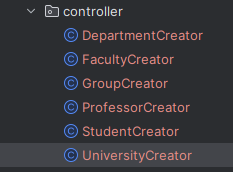 controller
DepartmentCreator
FacultyCreator
GroupCreator
ProfessorCreator
StudentCreator
UniversityCreator